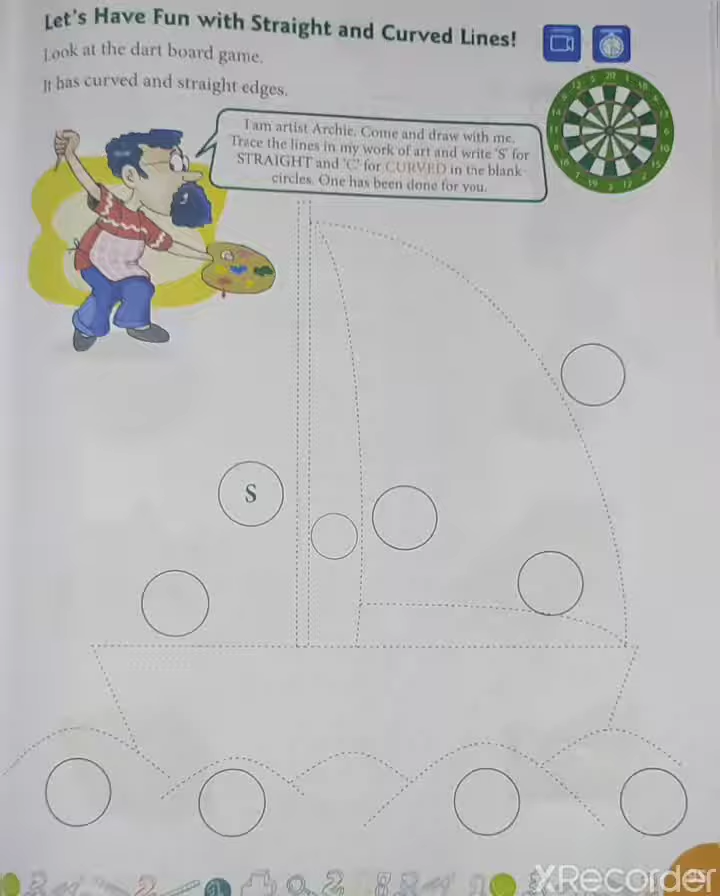 Let's Have Fun with Straight and Curved Lines!
Look at the dart board game.
It has curved and straight edges.
I am artist Archie. Come and draw with me.
Trace the lines in my work of art and write 'S' for
STRAIGHT and 'C' for CURVED in the blank
circles. One has been done for you.
S
XRecorder